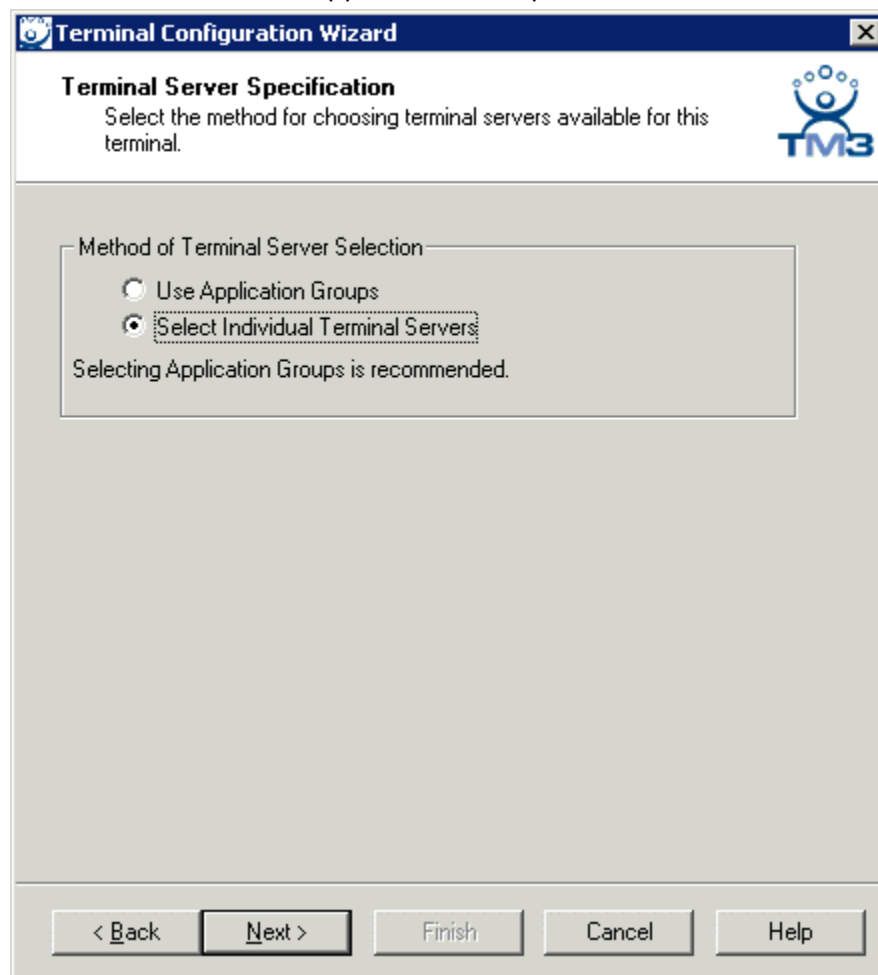 Terminal Configuration Wizard
Terminal Server Specification
Select the method for choosing terminal servers available for this
terminal.
TM3
Method of Terminal Server Selection
Use Application Groups
Select Individual Terminal Servers
Selecting Application Groups is recommended.
< Back Next > Finish Cancel Help